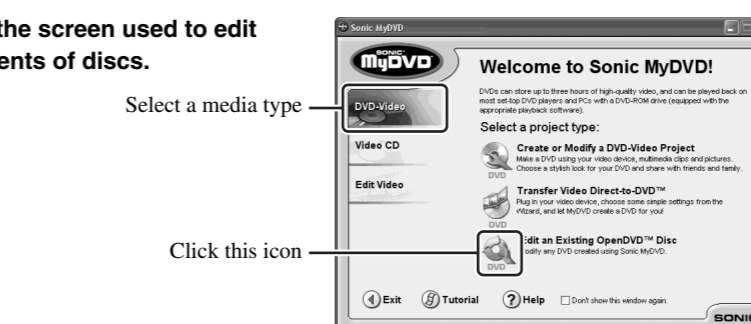 the screen used to edit
ents of discs.
Select a media type
Click this icon
Sonic MyDVD
SONIC
MyDVD
DVD-Video
Video CD
Edit Video
Welcome to Sonic MyDVD!
DVDs can store up to three hours of high-quality video, and can be played back on
most set-top DVD players and PCs with a DVD-ROM drive (equipped with the
appropriate playback software).
Select a project type:
Create or Modify a DVD-Video Project
Make a DVD using your video device, multimedia clips and pictures.
Choose a stylish look for your DVD and share with friends and family.
DVD
Transfer Video Direct-to-DVD™
Plug in your video device, choose some simple settings from the
Wizard, and let MyDVD create a DVD for you!
DVD
Edit an Existing OpenDVD™ Disc
Modify any DVD created using Sonic MyDVD.
DVD
Exit
Tutorial
? Help
Don't show this window again.
SONIC